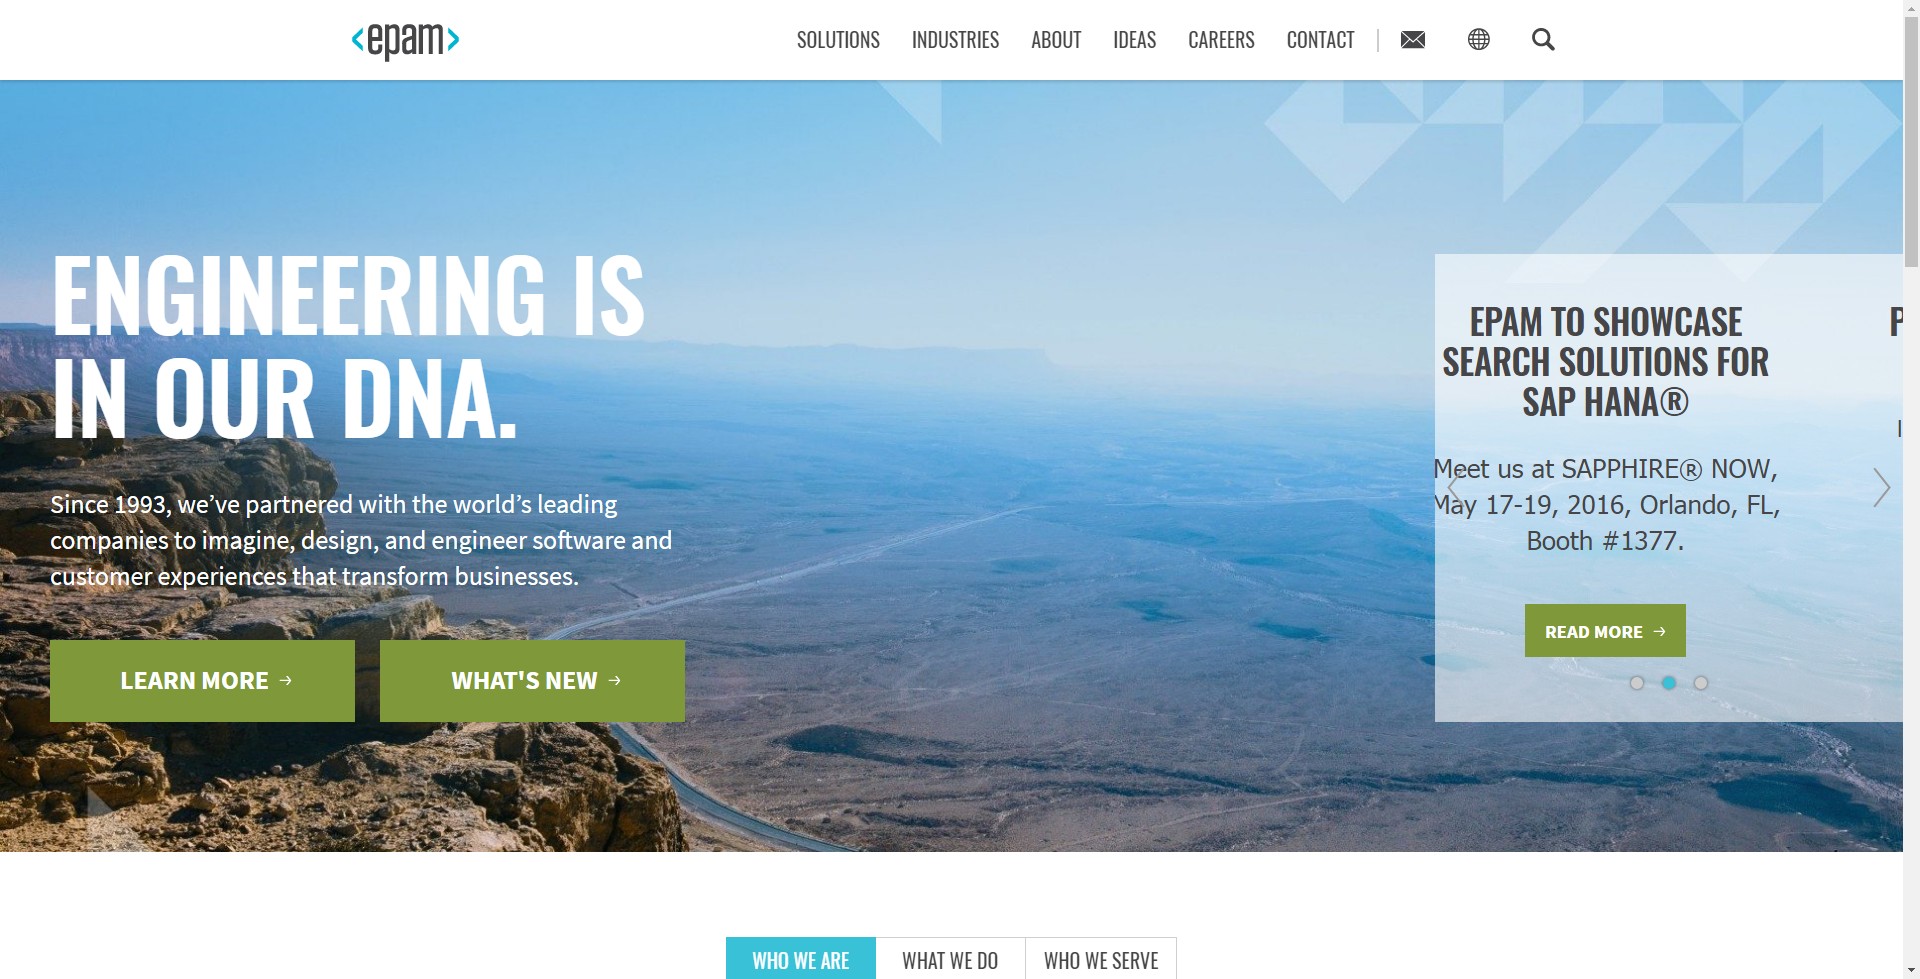 <epam>
SOLUTIONS INDUSTRIES ABOUT IDEAS CAREERS CONTACT
ENGINEERING IS
IN OUR DNA.
Since 1993, we’ve partnered with the world’s leading
companies to imagine, design, and engineer software and
customer experiences that transform businesses.
LEARN MORE →
WHAT'S NEW →
EPAM TO SHOWCASE
SEARCH SOLUTIONS FOR
SAP HANA®
Meet us at SAPPHIRE® NOW,
May 17-19, 2016, Orlando, FL,
Booth #1377.
READ MORE →
WHO WE ARE WHAT WE DO WHO WE SERVE